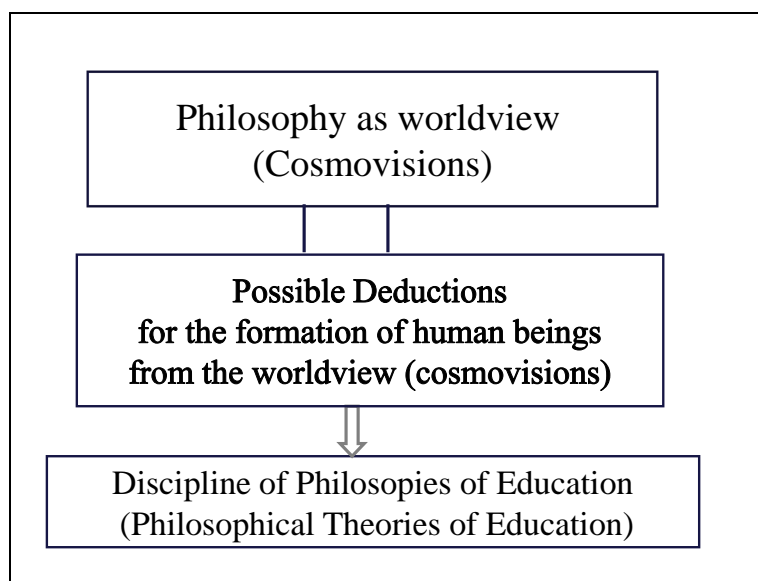 Philosophy as worldview
(Cosmovisions)
Possible Deductions
for the formation of human beings
from the worldview (cosmovisions)
Discipline of Philosopies of Education
(Philosophical Theories of Education)